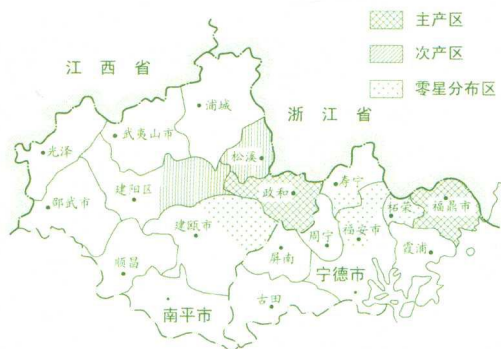 主产区
次产区
零星分布区
江西省
浙江省
浦城
武夷山市
光泽
松溪
建阳区
邵武市
政和
寿宁
柘荣
福鼎市
建瓯市
周宁
福安市
霞浦
顺昌
屏南
宁德市
南平市
古田